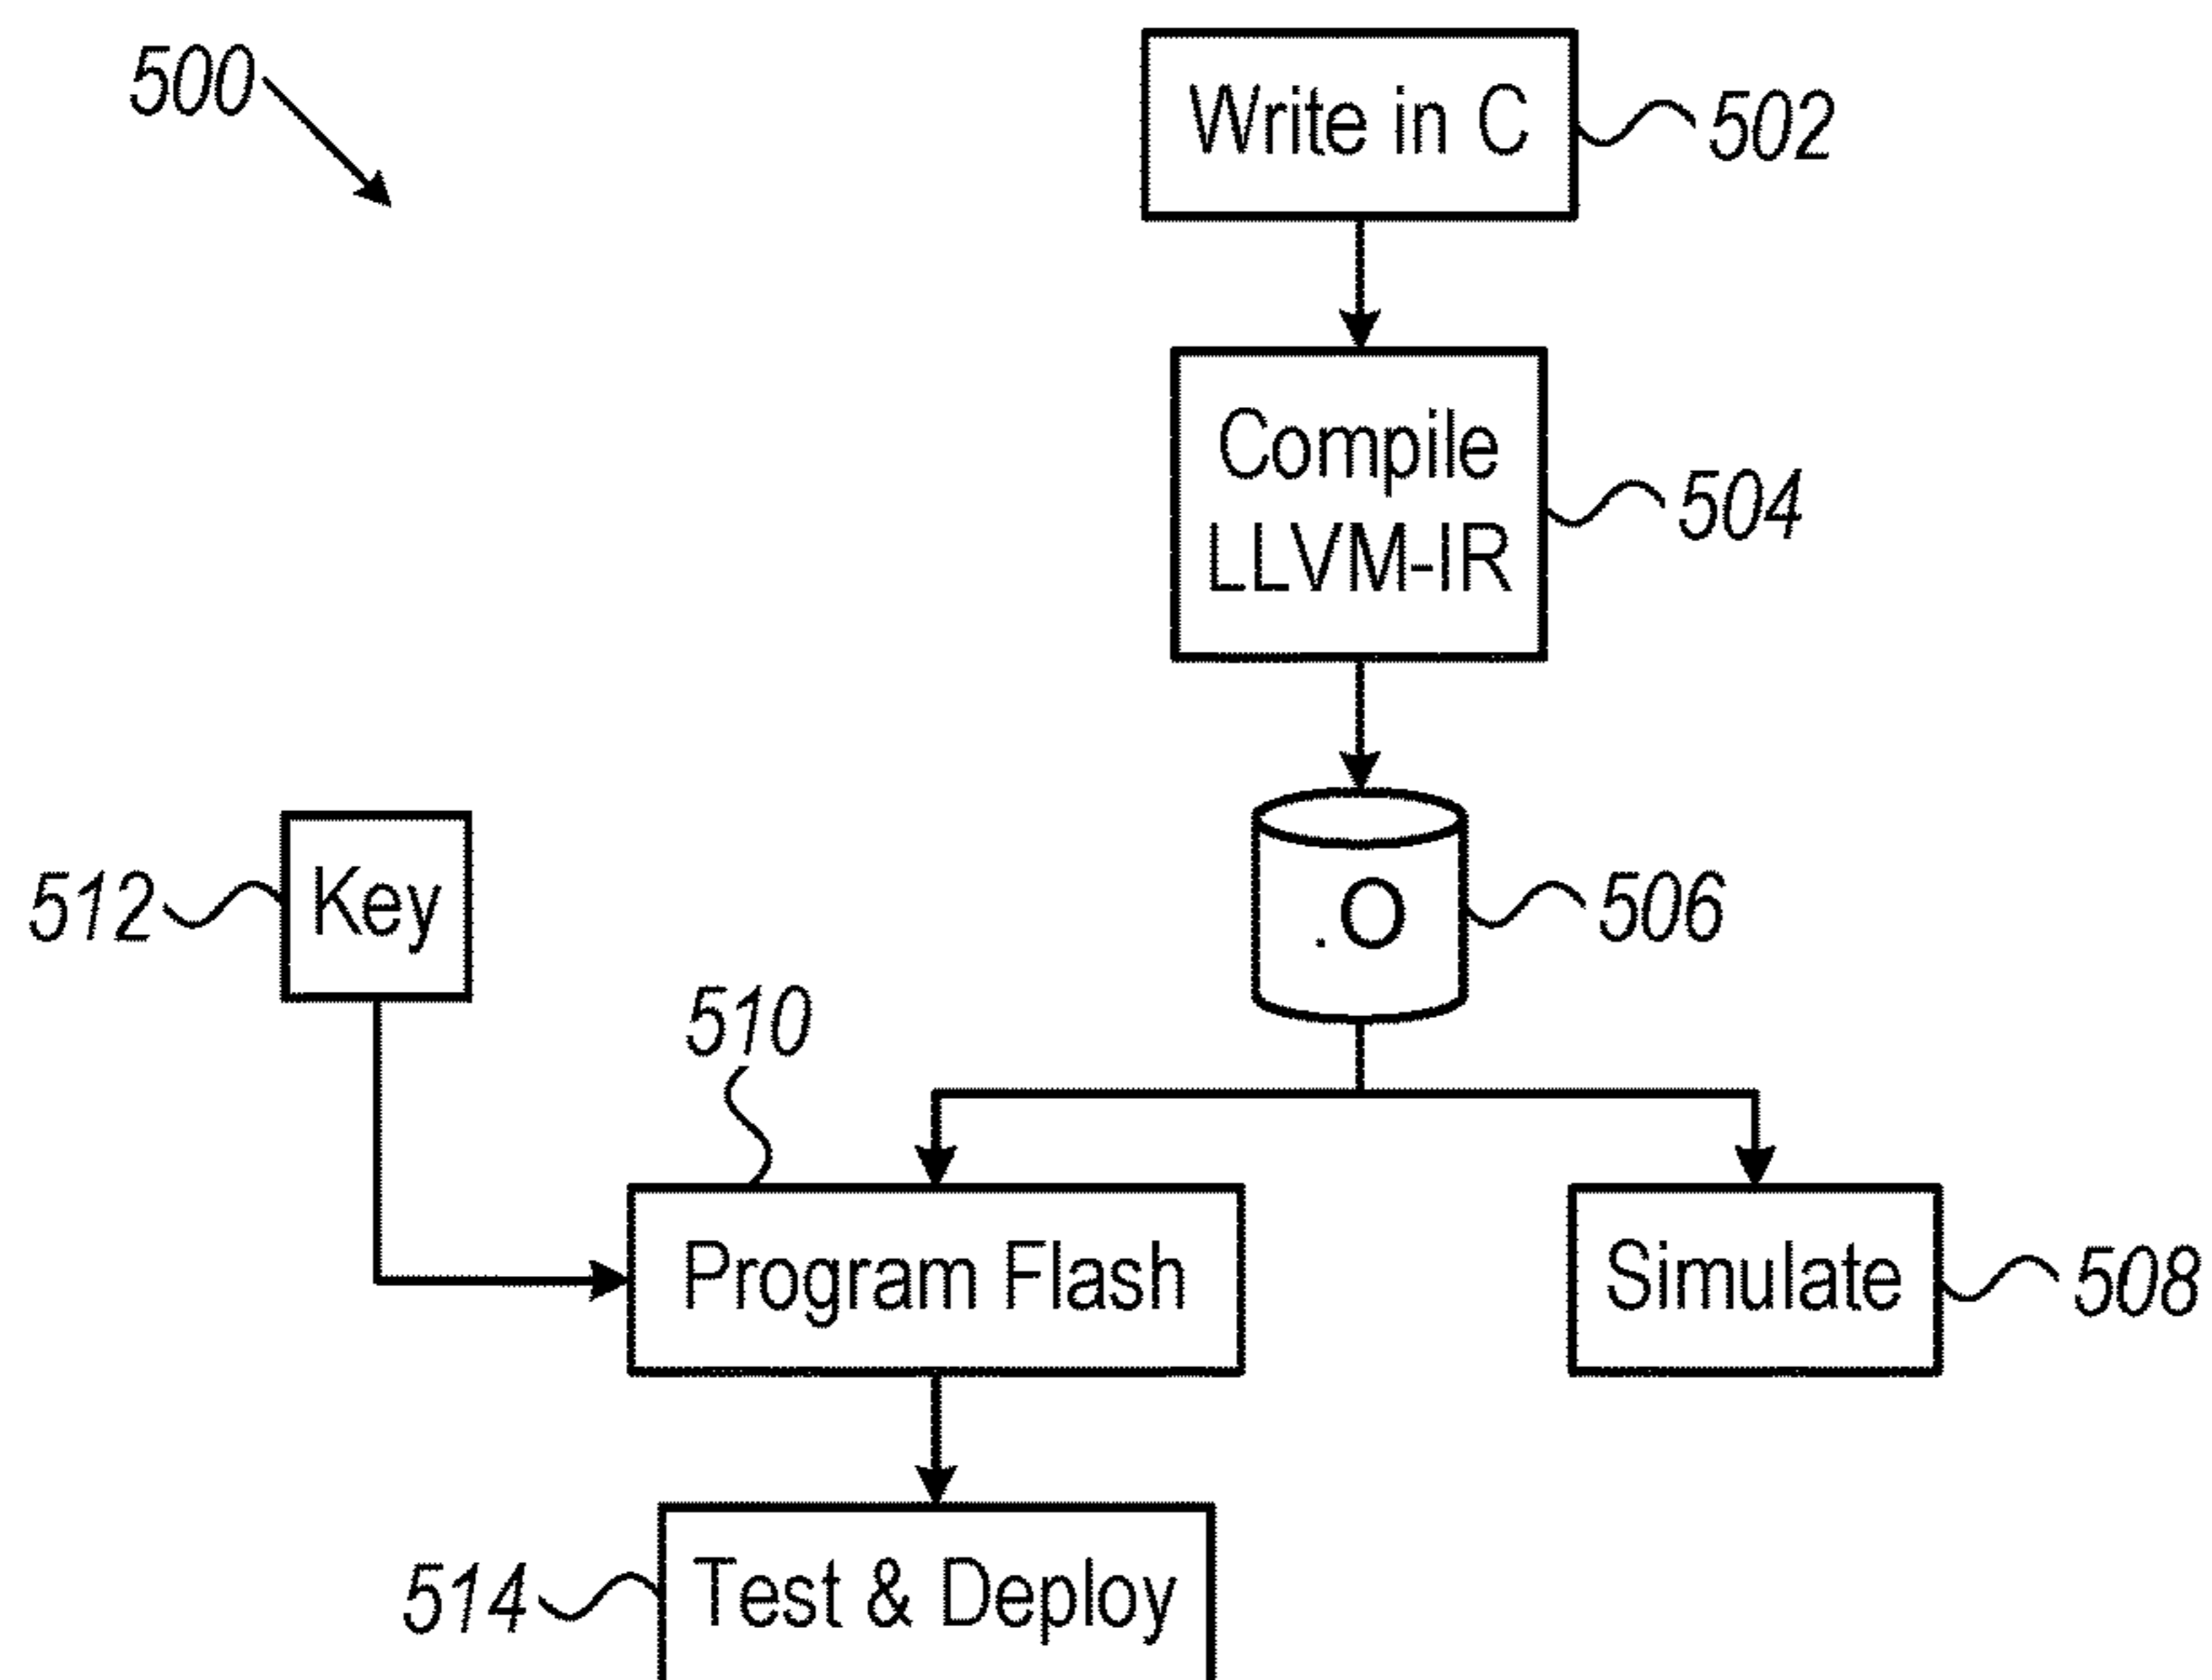 500
Write in C
502
Compile
LLVM-IR
504
512
Key
.O
506
510
Program Flash
Simulate
508
514
Test & Deploy